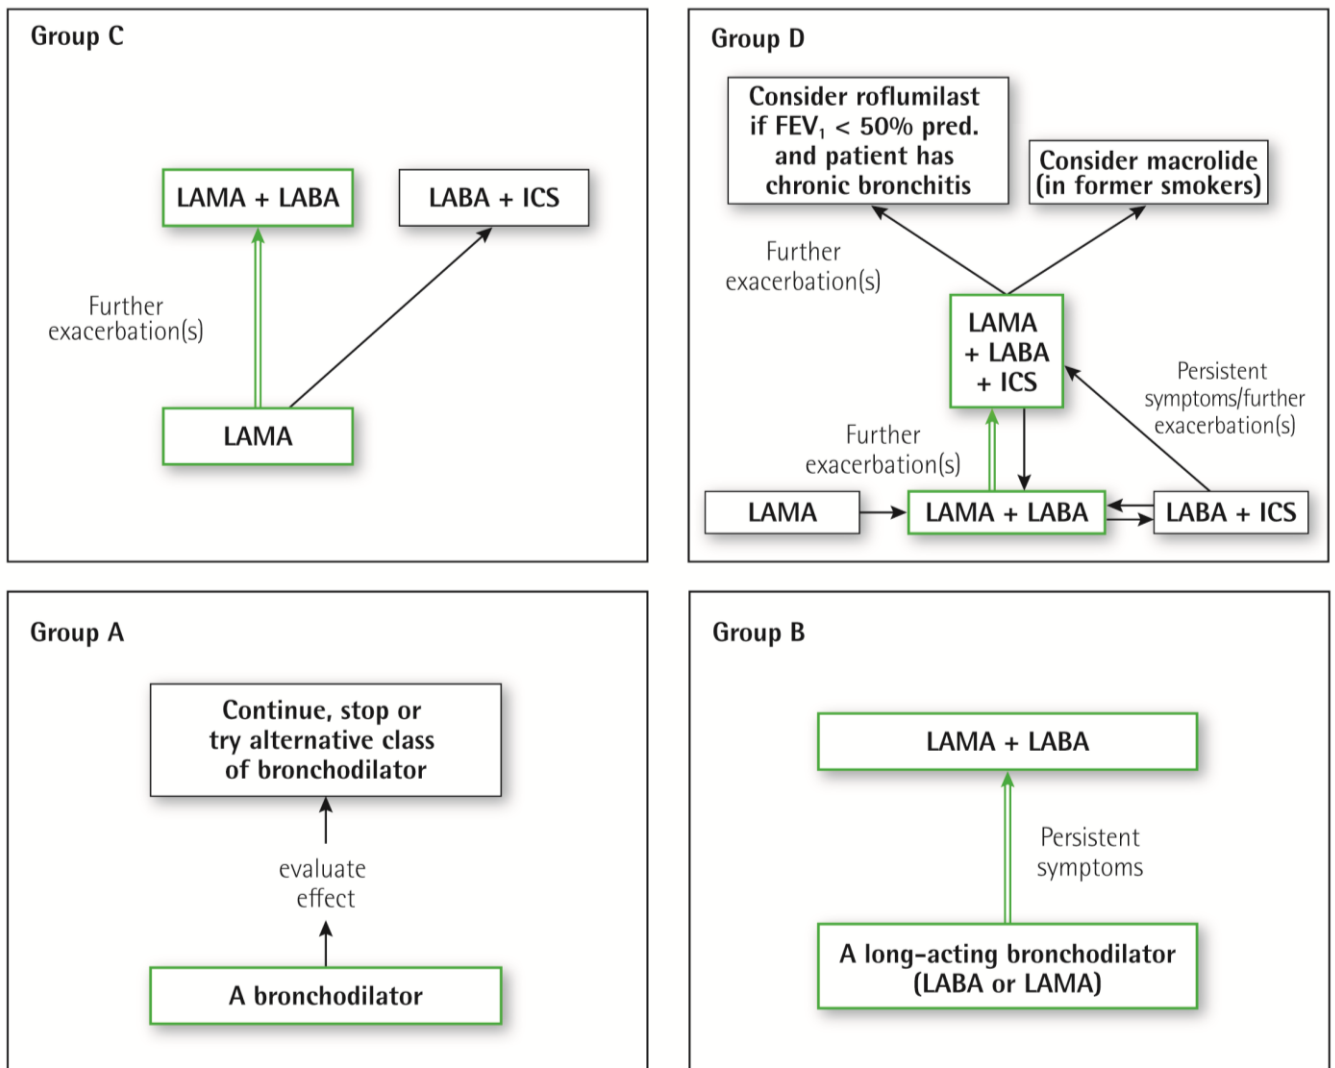 Group C
LAMA + LABA
LABA + ICS
Further
exacerbation(s)
LAMA
Group D
Consider roflumilast
if FEV₁ < 50% pred.
and patient has
chronic bronchitis
Consider macrolide
(in former smokers)
Further
exacerbation(s)
LAMA
+ LABA
+ ICS
Persistent
symptoms/further
exacerbation(s)
Further
exacerbation(s)
LAMA
LAMA + LABA
LABA + ICS
Group A
Continue, stop or
try alternative class
of bronchodilator
evaluate
effect
A bronchodilator
Group B
LAMA + LABA
Persistent
symptoms
A long-acting bronchodilator
(LABA or LAMA)